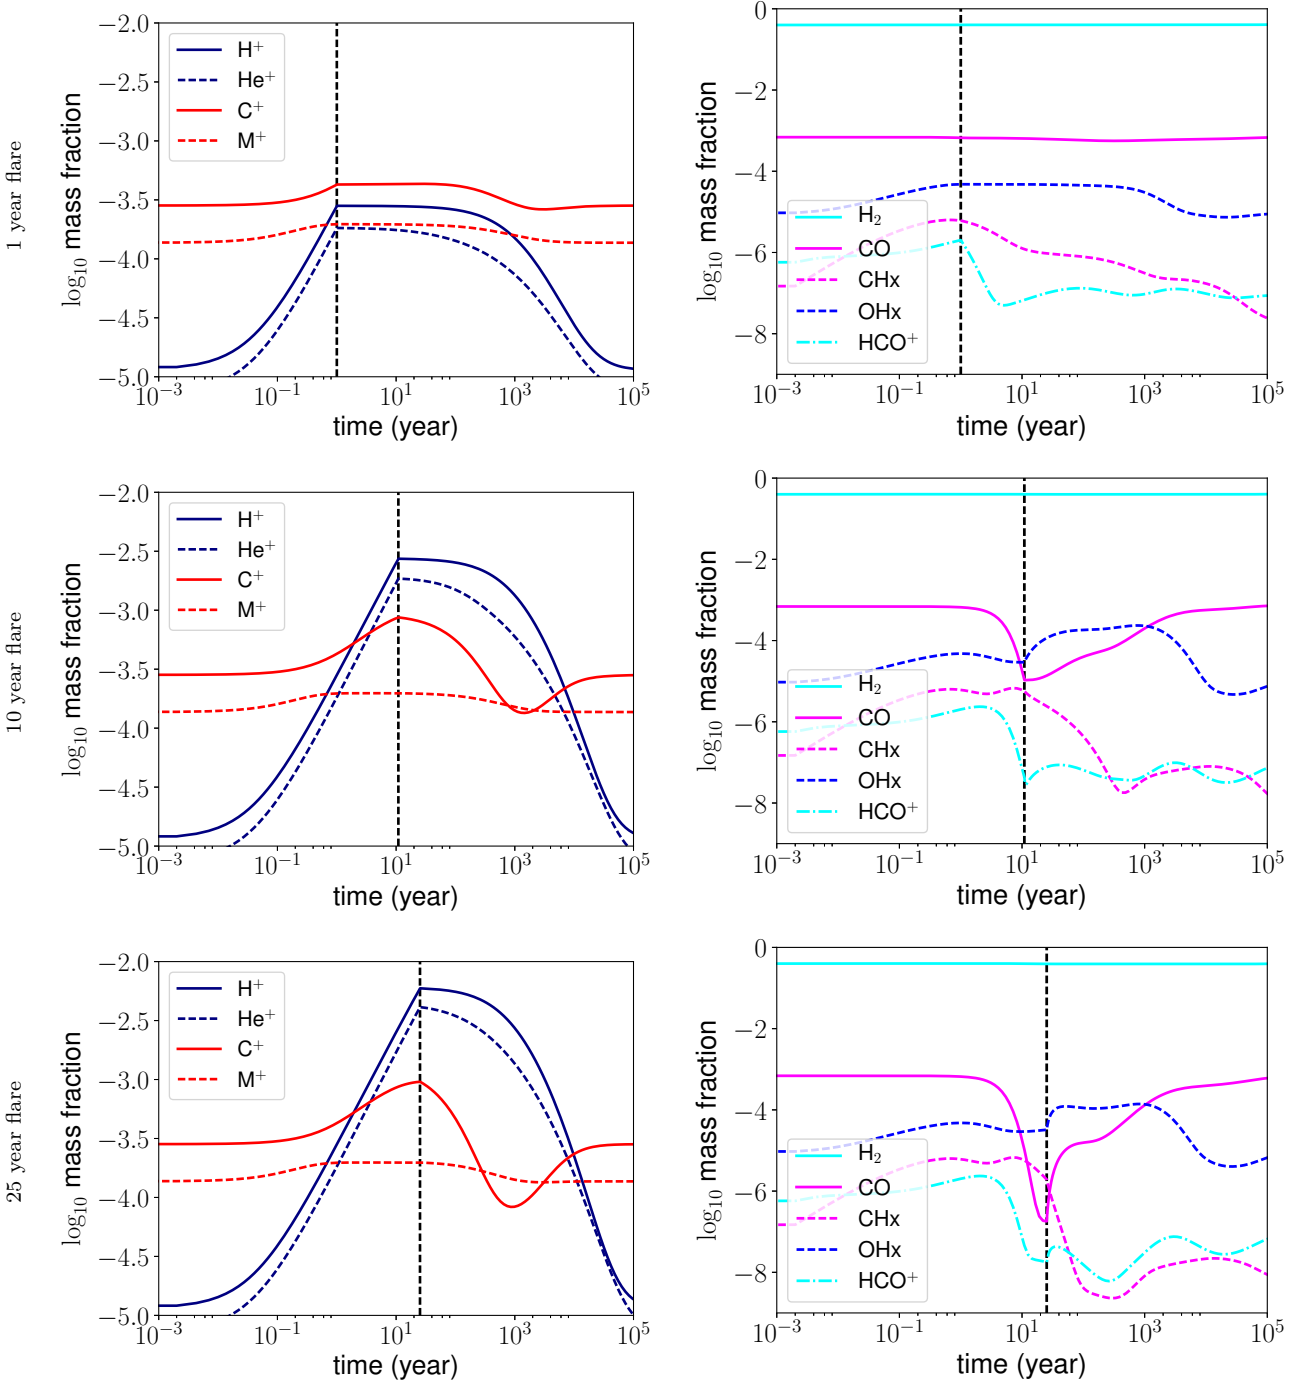 1 year flare
log₁₀ mass fraction
−2.0
−2.5
−3.0
−3.5
−4.0
−4.5
−5.0
H⁺
He⁺
C⁺
M⁺
10⁻³ 10⁻¹ 10¹ 10³ 10⁵
time (year)
log₁₀ mass fraction
0
−2
−4
−6
−8
H₂
CO
CHx
OHx
HCO⁺
10⁻³ 10⁻¹ 10¹ 10³ 10⁵
time (year)
10 year flare
log₁₀ mass fraction
−2.0
−2.5
−3.0
−3.5
−4.0
−4.5
−5.0
H⁺
He⁺
C⁺
M⁺
10⁻³ 10⁻¹ 10¹ 10³ 10⁵
time (year)
log₁₀ mass fraction
0
−2
−4
−6
−8
H₂
CO
CHx
OHx
HCO⁺
10⁻³ 10⁻¹ 10¹ 10³ 10⁵
time (year)
25 year flare
log₁₀ mass fraction
−2.0
−2.5
−3.0
−3.5
−4.0
−4.5
−5.0
H⁺
He⁺
C⁺
M⁺
10⁻³ 10⁻¹ 10¹ 10³ 10⁵
time (year)
log₁₀ mass fraction
0
−2
−4
−6
−8
H₂
CO
CHx
OHx
HCO⁺
10⁻³ 10⁻¹ 10¹ 10³ 10⁵
time (year)